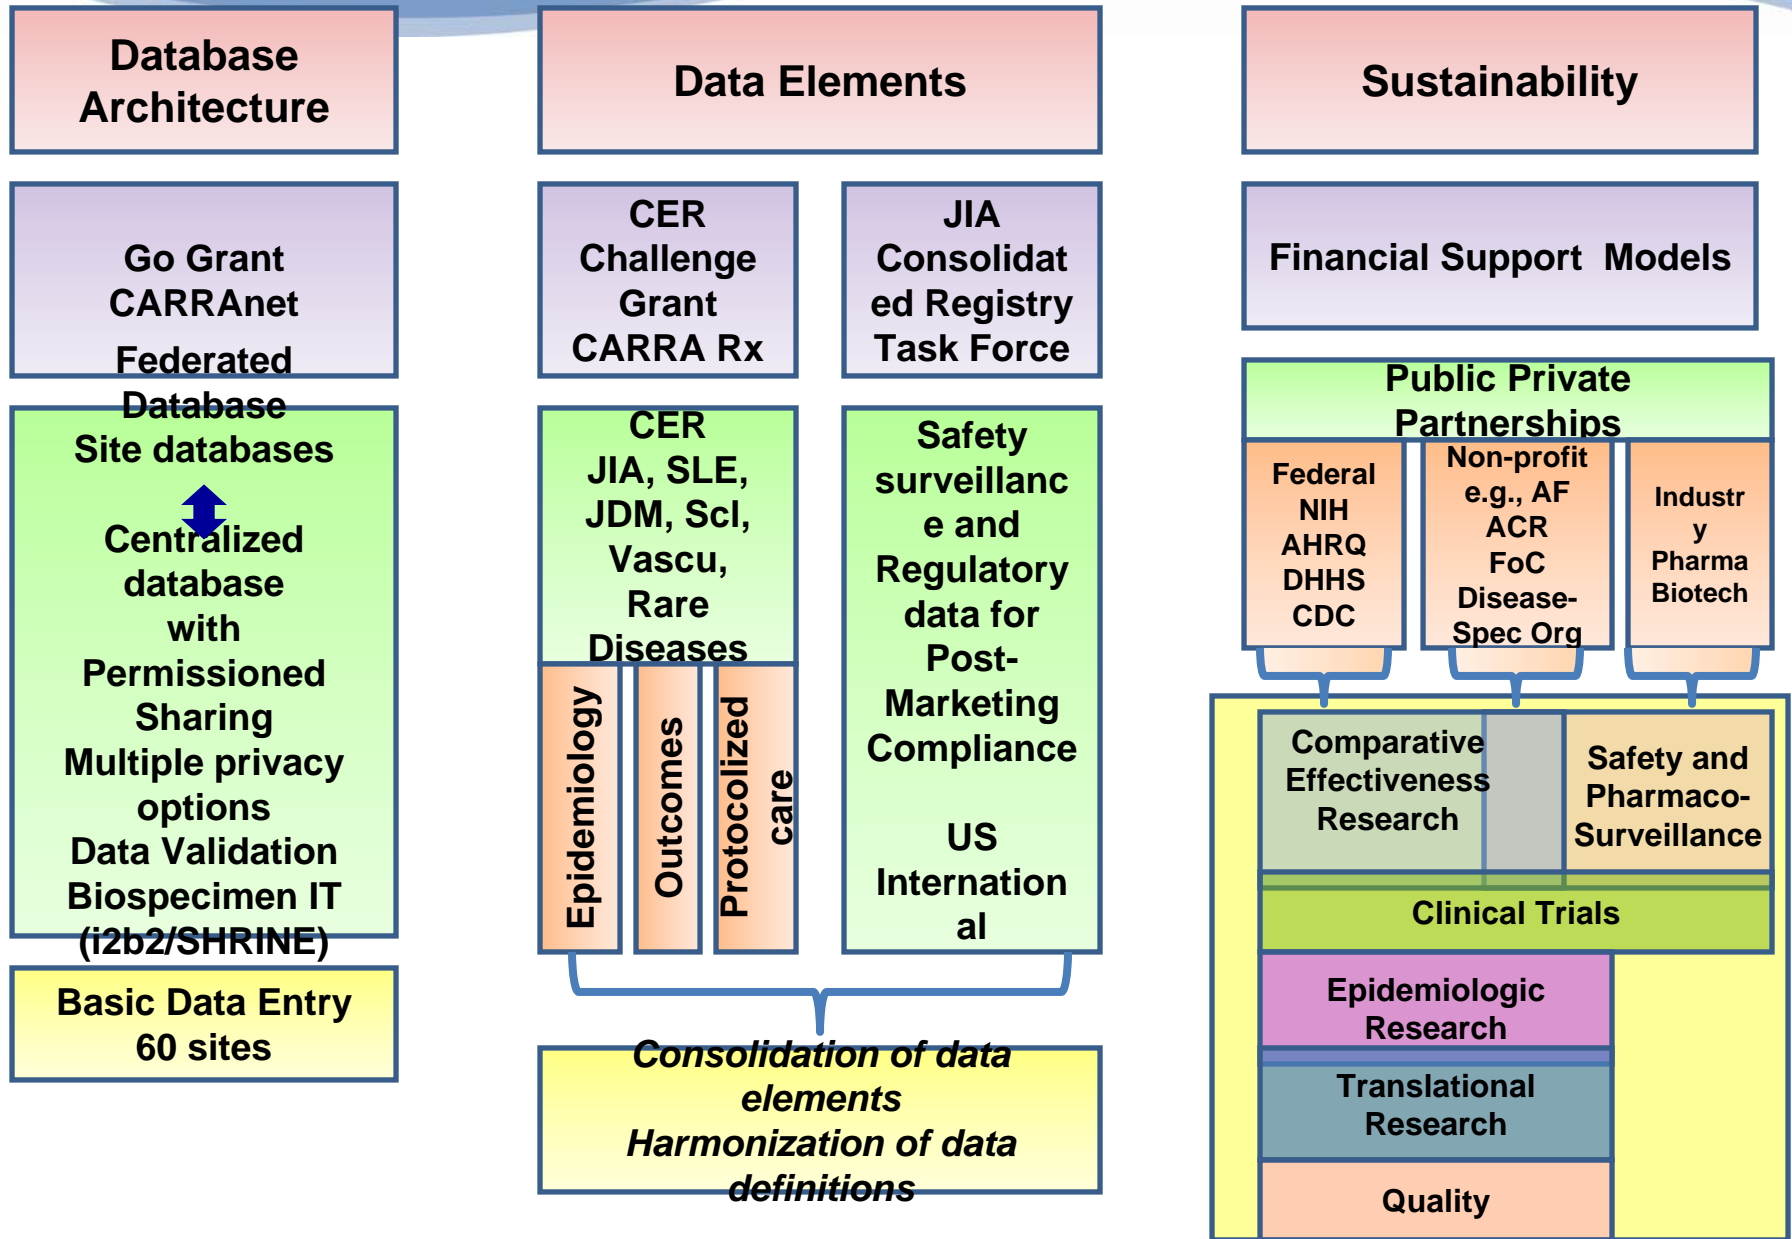 Database
Architecture
Go Grant
CARRAnet
Federated
Database
Site databases
Centralized
database
with
Permissioned
Sharing
Multiple privacy
options
Data Validation
Biospecimen IT
(i2b2/SHRINE)
Basic Data Entry
60 sites
Data Elements
CER
Challenge
Grant
CARRA Rx
JIA
Consolidat
ed Registry
Task Force
CER
JIA, SLE,
JDM, Scl,
Vascu,
Rare
Diseases
Epidemiology
Outcomes
Protocolized
care
Safety
surveillanc
e and
Regulatory
data for
Post-
Marketing
Compliance
US
Internation
al
Consolidation of data
elements
Harmonization of data
definitions
Sustainability
Financial Support Models
Public Private
Partnerships
Federal
NIH
AHRQ
DHHS
CDC
Non-profit
e.g., AF
ACR
FoC
Disease-
Spec Org
Industr
y
Pharma
Biotech
Comparative
Effectiveness
Research
Safety and
Pharmaco-
Surveillance
Clinical Trials
Epidemiologic
Research
Translational
Research
Quality